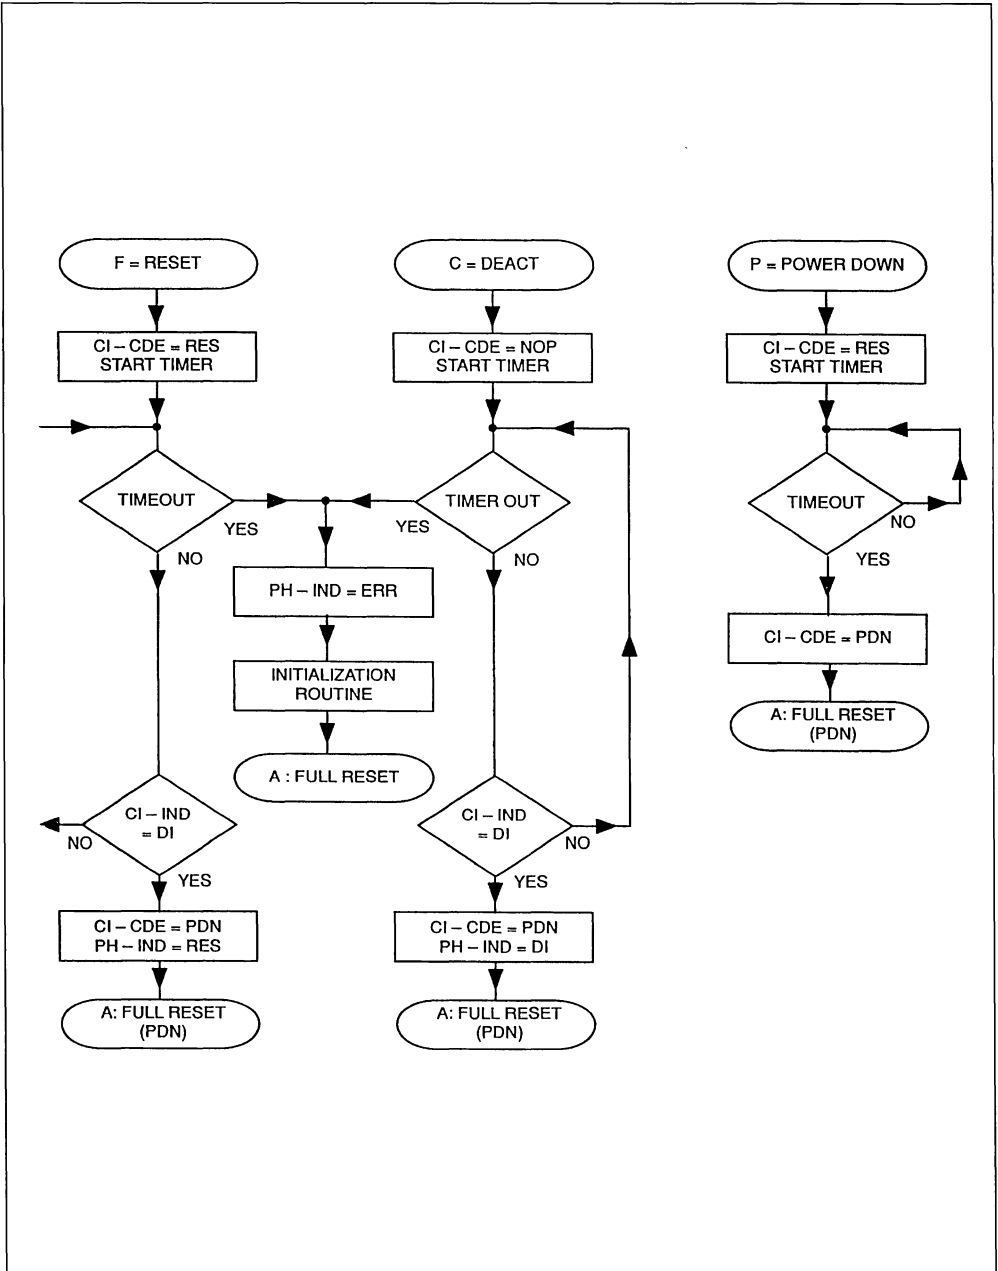 F = RESET
CI – CDE = RES
START TIMER
TIMEOUT
YES
NO
CI – IND
= DI
NO
YES
CI – CDE = PDN
PH – IND = RES
A: FULL RESET
(PDN)
PH – IND = ERR
INITIALIZATION
ROUTINE
A : FULL RESET
C = DEACT
CI – CDE = NOP
START TIMER
TIMER OUT
YES
NO
CI – IND
= DI
NO
YES
CI – CDE = PDN
PH – IND = DI
A: FULL RESET
(PDN)
P = POWER DOWN
CI – CDE = RES
START TIMER
TIMEOUT
NO
YES
CI – CDE = PDN
A: FULL RESET
(PDN)